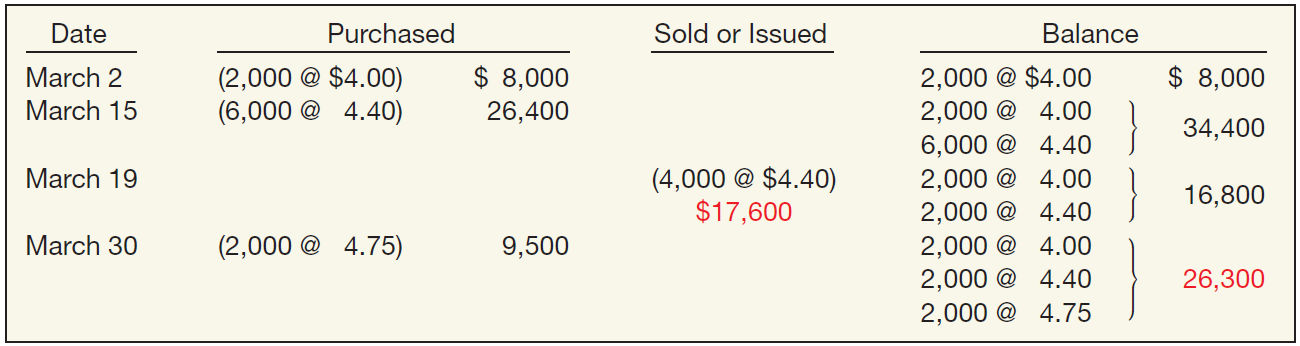 Date Purchased Sold or Issued Balance
March 2 (2,000 @ $4.00) $ 8,000 2,000 @ $4.00 $ 8,000
March 15 (6,000 @ 4.40) 26,400 2,000 @ 4.00
34,400
6,000 @ 4.40
March 19 (4,000 @ $4.40) 2,000 @ 4.00
16,800
$17,600 2,000 @ 4.40
March 30 (2,000 @ 4.75) 9,500 2,000 @ 4.00
2,000 @ 4.40 26,300
2,000 @ 4.75